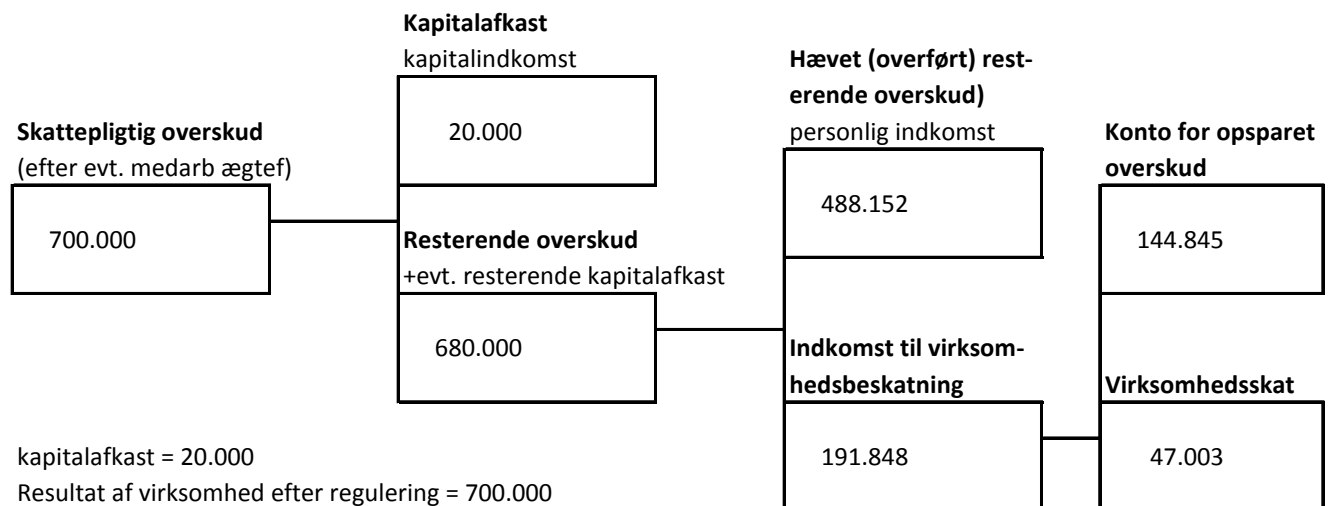 Kapitalafkast
kapitalindkomst
20.000
Skattepligtig overskud
(efter evt. medarb ægtef)
700.000
Resterende overskud
+evt. resterende kapitalafkast
680.000
Hævet (overført) rest-
erende overskud)
personlig indkomst
488.152
Indkomst til virksom-
hedsbeskatning
191.848
Konto for opsparet
overskud
144.845
Virksomhedsskat
47.003
kapitalafkast = 20.000
Resultat af virksomhed efter regulering = 700.000